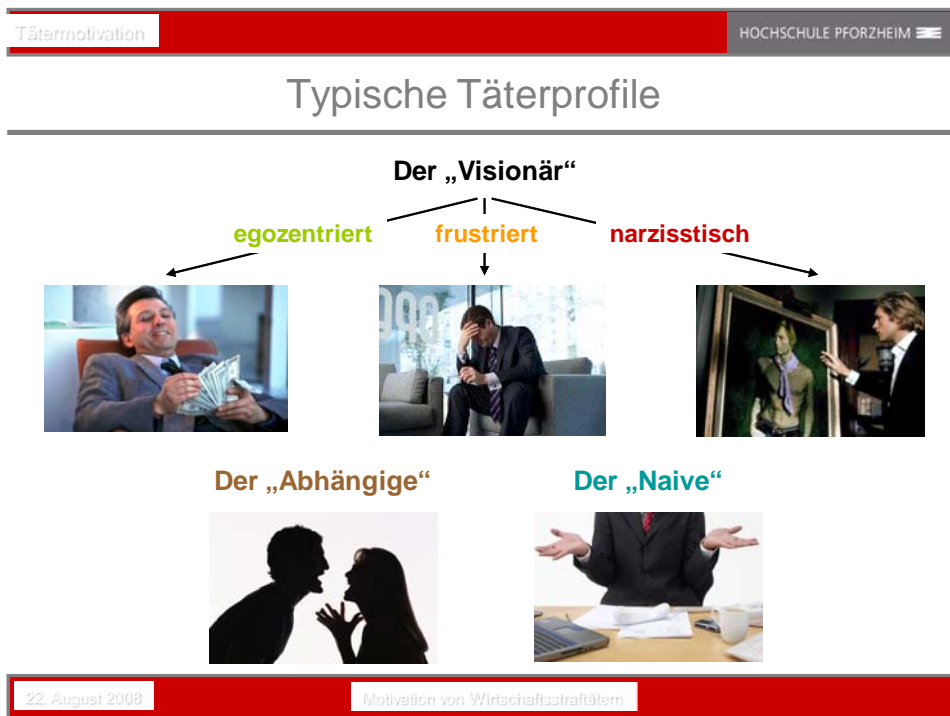 Tätermotivation
HOCHSCHULE PFORZHEIM
Typische Täterprofile
Der „Visionär“
egozentriert frustriert narzisstisch
Der „Abhängige“ Der „Naive“
22. August 2008 Motivation von Wirtschaftsstraftätern